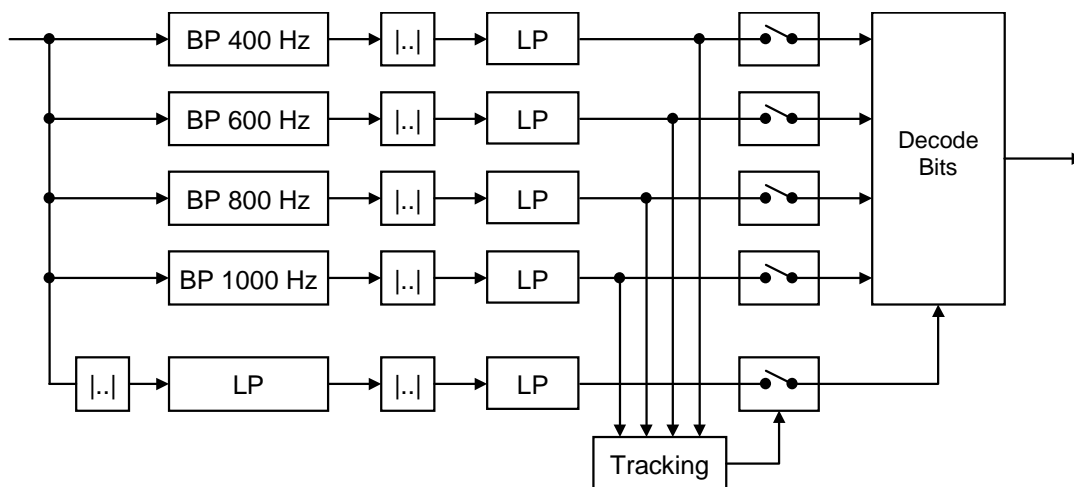 BP 400 Hz |..| LP
BP 600 Hz |..| LP
BP 800 Hz |..| LP
BP 1000 Hz |..| LP
|..| LP |..| LP
Decode
Bits
Tracking